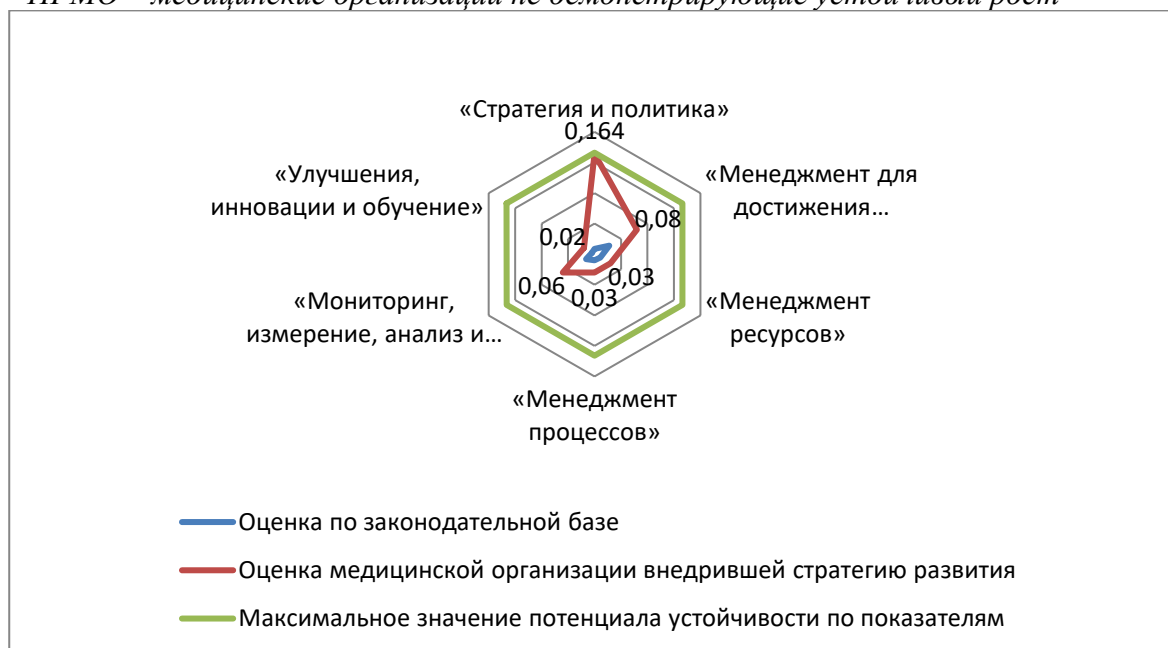 «Стратегия и политика»
0,164
«Улучшения,
инновации и обучение»
«Менеджмент для
достижения...
0,08
0,02
0,03
0,06
0,03
«Мониторинг,
измерение, анализ и...
«Менеджмент
ресурсов»
«Менеджмент
процессов»
Оценка по законодательной базе
Оценка медицинской организации внедрившей стратегию развития
Максимальное значение потенциала устойчивости по показателям